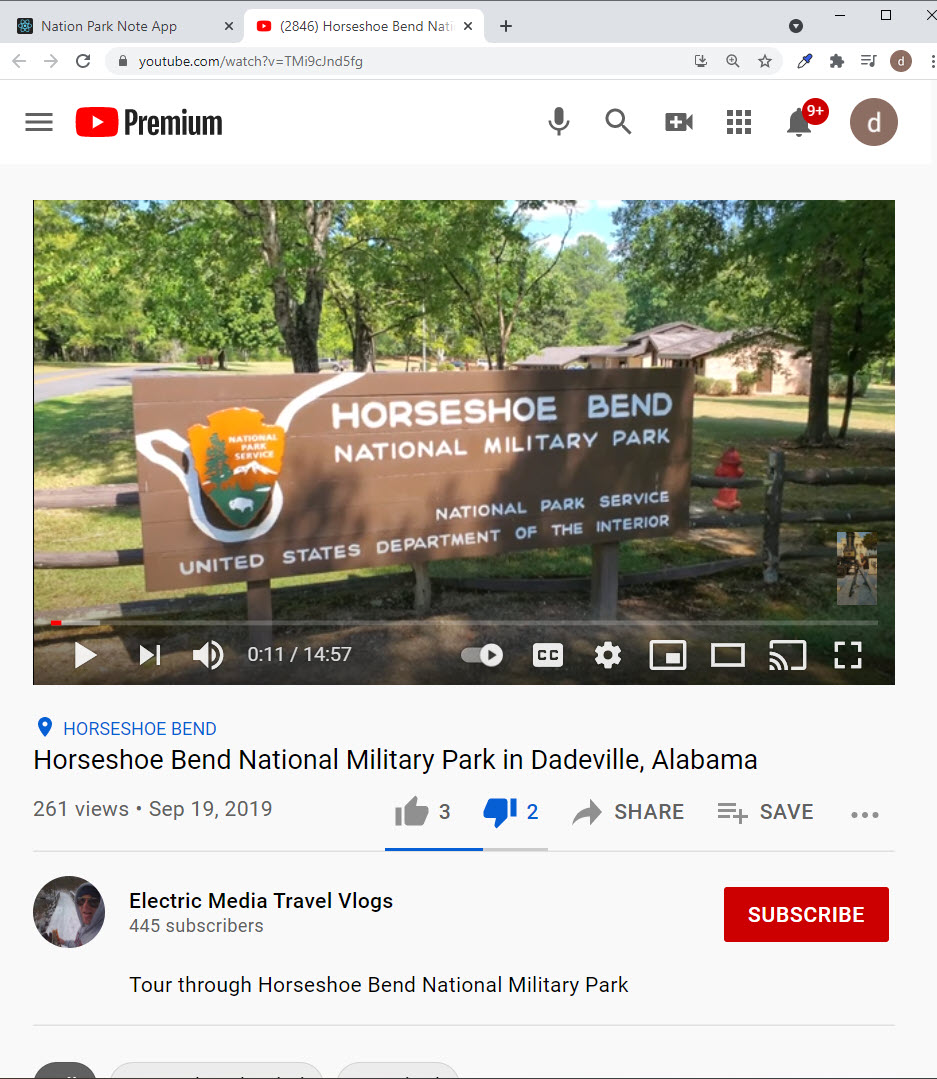 Nation Park Note App
(2846) Horseshoe Bend Nati
youtube.com/watch?v=TMi9cJnd5fg
Premium
9+
d
d
HORSESHOE BEND
NATIONAL MILITARY PARK
NATIONAL PARK SERVICE
NATIONAL PARK SERVICE
UNITED STATES DEPARTMENT OF THE INTERIOR
0:11 / 14:57
CC
HORSESHOE BEND
Horseshoe Bend National Military Park in Dadeville, Alabama
261 views • Sep 19, 2019
3
2
SHARE
SAVE
Electric Media Travel Vlogs
445 subscribers
SUBSCRIBE
Tour through Horseshoe Bend National Military Park